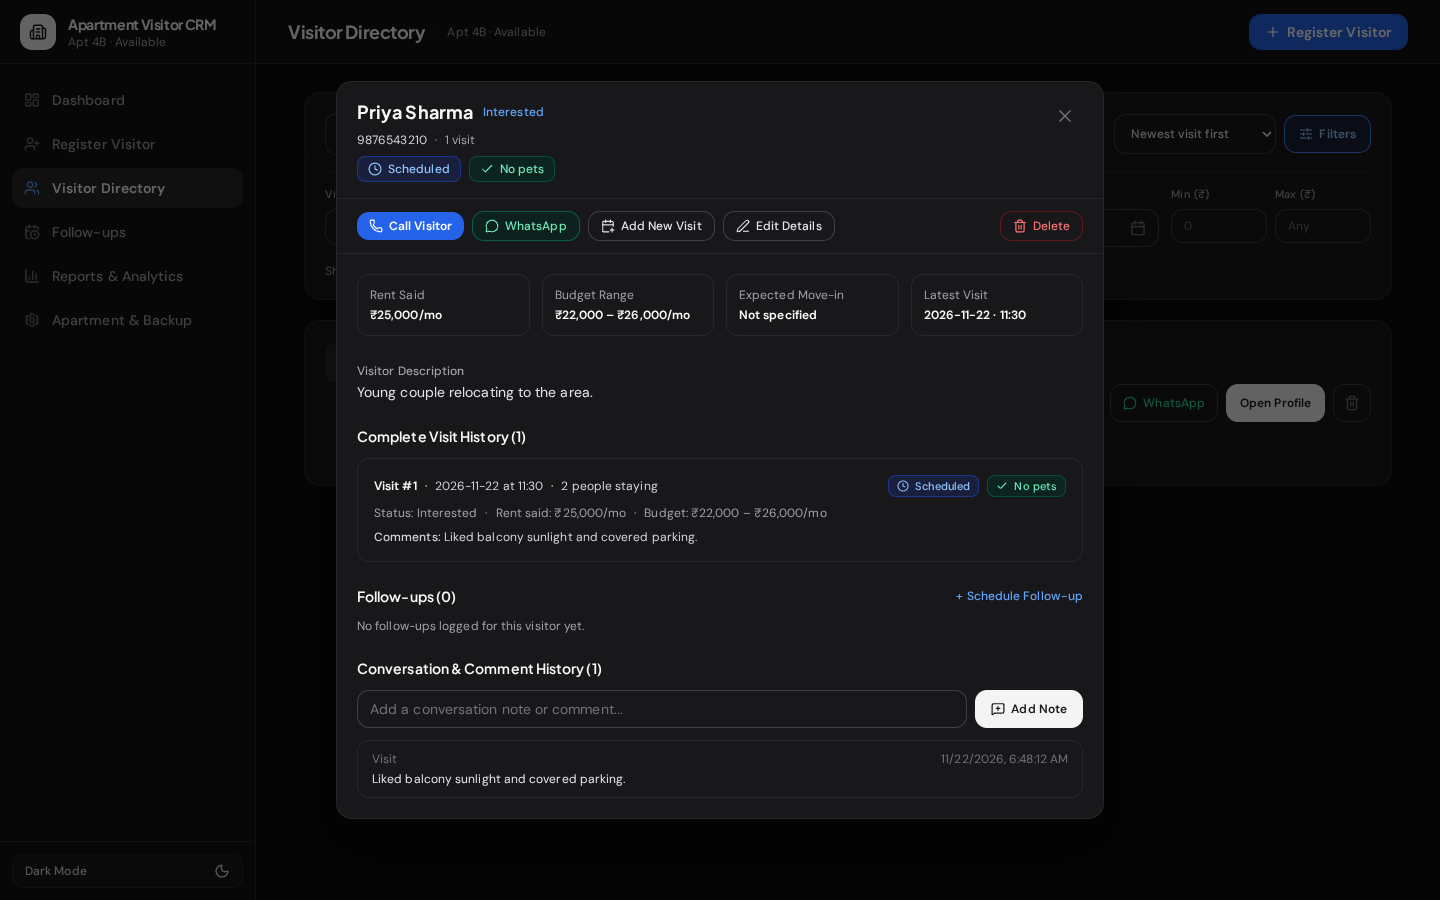 Apartment Visitor CRM
Apt 4B · Available
Dashboard
Register Visitor
Visitor Directory
Follow-ups
Reports & Analytics
Apartment & Backup
Dark Mode
Visitor Directory · Apt 4B · Available
Register Visitor
Newest visit first
Filters
Min (₹)
Max (₹)
0
Any
WhatsApp
Open Profile
Priya Sharma Interested
9876543210 · 1 visit
Scheduled
No pets
Call Visitor
WhatsApp
Add New Visit
Edit Details
Delete
Rent Said
₹25,000/mo
Budget Range
₹22,000 – ₹26,000/mo
Expected Move-in
Not specified
Latest Visit
2026-11-22 · 11:30
Visitor Description
Young couple relocating to the area.
Complete Visit History (1)
Visit #1 · 2026-11-22 at 11:30 · 2 people staying
Scheduled
No pets
Status: Interested · Rent said: ₹25,000/mo · Budget: ₹22,000 – ₹26,000/mo
Comments: Liked balcony sunlight and covered parking.
Follow-ups (0)
+ Schedule Follow-up
No follow-ups logged for this visitor yet.
Conversation & Comment History (1)
Add a conversation note or comment...
Add Note
Visit
11/22/2026, 6:48:12 AM
Liked balcony sunlight and covered parking.